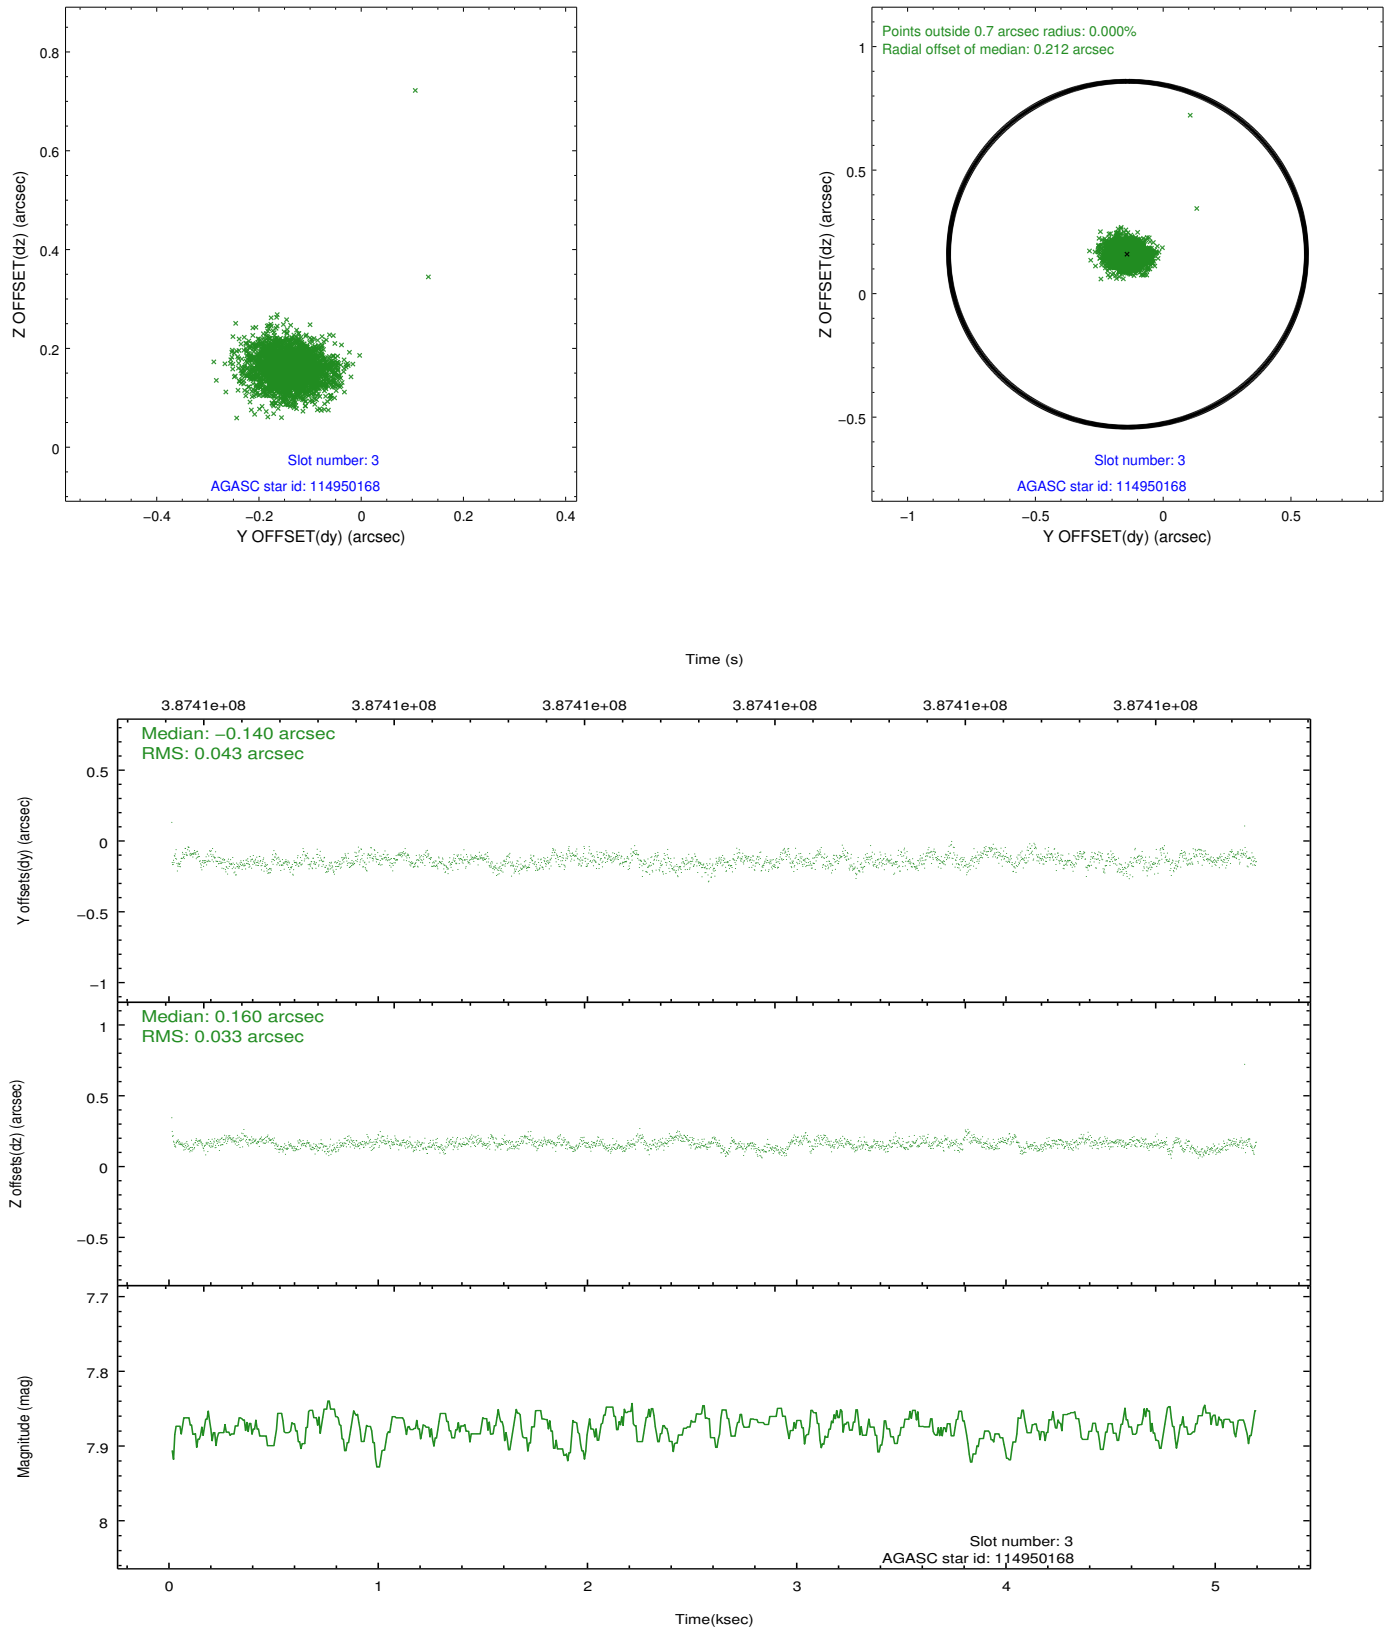 0.8
0.6
0.4
0.2
0
Z OFFSET(dz) (arcsec)
Slot number: 3
AGASC star id: 114950168
−0.4 −0.2 0 0.2 0.4
Y OFFSET(dy) (arcsec)
Points outside 0.7 arcsec radius: 0.000%
Radial offset of median: 0.212 arcsec
1
0.5
0
−0.5
Z OFFSET(dz) (arcsec)
Slot number: 3
AGASC star id: 114950168
−1 −0.5 0 0.5
Y OFFSET(dy) (arcsec)
Time (s)
3.8741e+08 3.8741e+08 3.8741e+08 3.8741e+08 3.8741e+08 3.8741e+08
Median: −0.140 arcsec
RMS: 0.043 arcsec
0.5
0
−0.5
−1
Y offsets(dy) (arcsec)
Median: 0.160 arcsec
RMS: 0.033 arcsec
1
0.5
0
−0.5
Z offsets(dz) (arcsec)
7.7
7.8
7.9
8
Magnitude (mag)
Slot number: 3
AGASC star id: 114950168
0 1 2 3 4 5
Time(ksec)